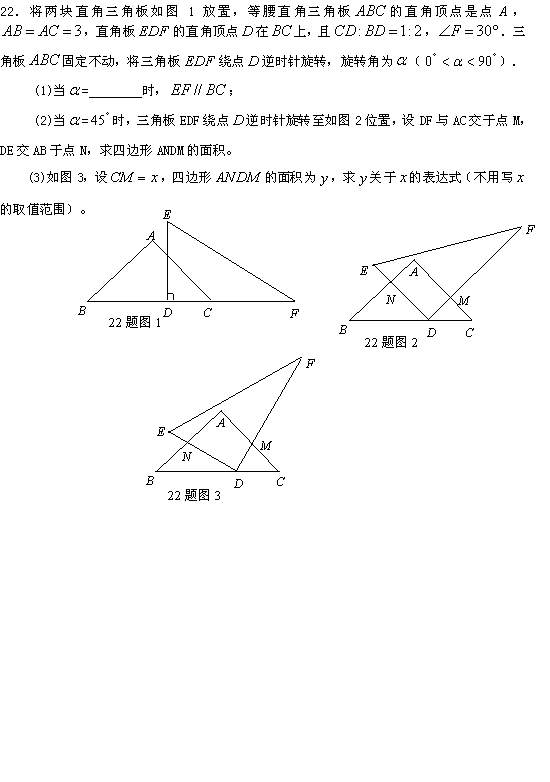 22．将两块直角三角板如图 1 放置，等腰直角三角板 ABC 的直角顶点是点 A，
AB=AC=3，直角板 EDF 的直角顶点 D 在 BC 上，且 CD:BD=1:2，∠F=30°．三
角板 ABC 固定不动，将三角板 EDF 绕点 D 逆时针旋转，旋转角为 α（ 0°＜α＜90°）．
(1)当 α=________时， EF // BC；
(2)当 α=45°时，三角板 EDF 绕点 D 逆时针旋转至如图 2 位置，设 DF 与 AC 交于点 M，
DE 交 AB 于点 N，求四边形 ANDM 的面积。
(3)如图 3，设 CM = x，四边形 ANDM 的面积为 y，求 y 关于 x 的表达式(不用写 x
的取值范围)。
E
A
B
D
C
F
22 题图 1
F
E
A
N
M
B
D
C
22 题图 2
F
A
E
M
N
B
D
C
22 题图 3